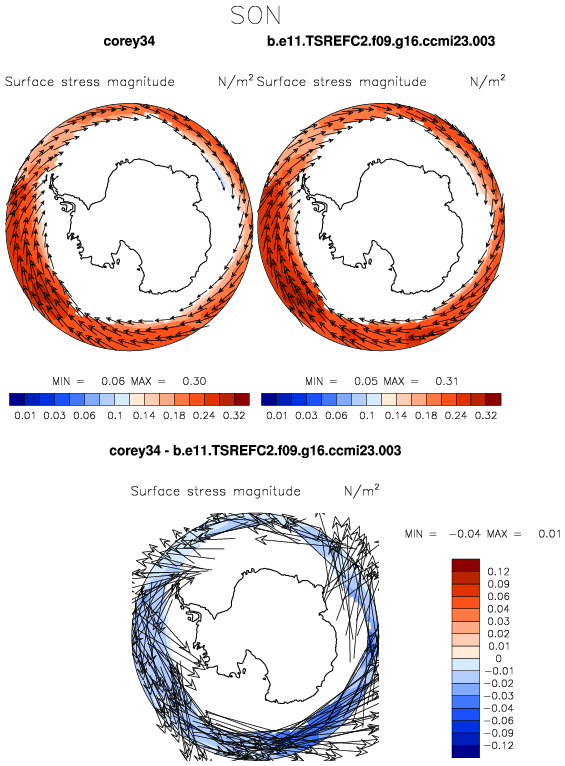 SON
corey34 b.e11.TSREFC2.f09.g16.ccmi23.003
Surface stress magnitude N/m² Surface stress magnitude N/m²
MIN = 0.06 MAX = 0.30 MIN = 0.05 MAX = 0.31
0.01 0.03 0.06 0.1 0.14 0.18 0.24 0.32 0.01 0.03 0.06 0.1 0.14 0.18 0.24 0.32
corey34 - b.e11.TSREFC2.f09.g16.ccmi23.003
Surface stress magnitude N/m²
MIN = −0.04 MAX = 0.01
0.12
0.09
0.06
0.04
0.03
0.02
0.01
0
−0.01
−0.02
−0.03
−0.04
−0.06
−0.09
−0.12